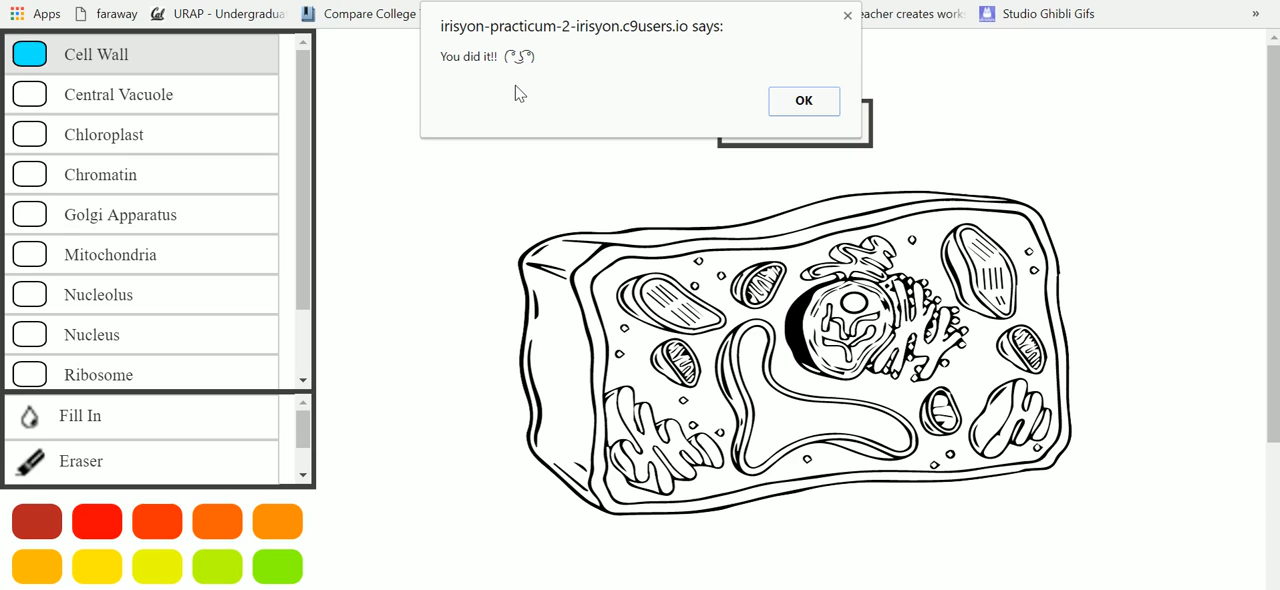 Apps faraway Cal URAP - Undergradua Compare College eacher creates work Studio Ghibli Gifs »
irisyon-practicum-2-irisyon.c9users.io says:
You did it!! ( ͡° ͜ʖ ͡°)
OK
Cell Wall
Central Vacuole
Chloroplast
Chromatin
Golgi Apparatus
Mitochondria
Nucleolus
Nucleus
Ribosome
Fill In
Eraser